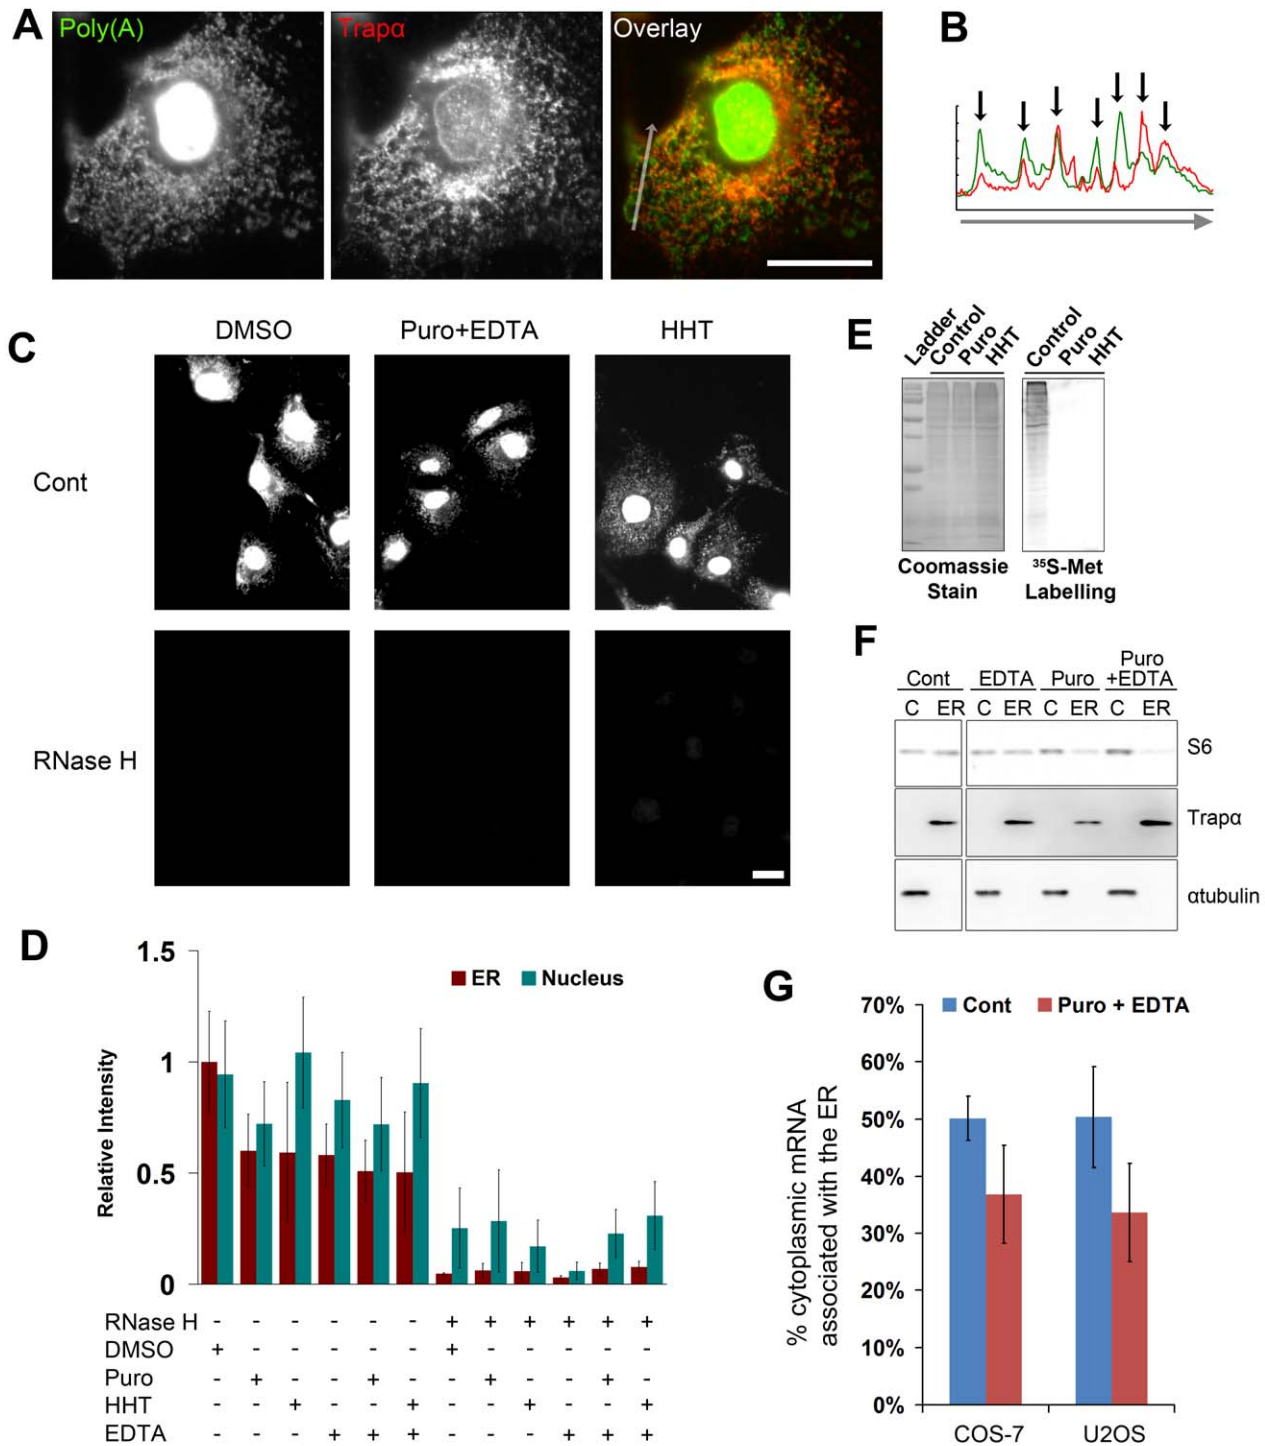 A
Poly(A)
Trapα
Overlay
B
C
DMSO
Puro+EDTA
HHT
Cont
RNase H
E
Ladder
Control
Puro
HHT
Control
Puro
HHT
Coomassie
Stain
³⁵S-Met
Labelling
F
Cont
EDTA
Puro
Puro
+EDTA
C ER C ER C ER C ER
S6
Trapα
αtubulin
D
1.5
1
0.5
0
Relative Intensity
ER
Nucleus
RNase H - - - - - - + + + + + +
DMSO + - - - - - + - - - - -
Puro - + - - + - - + - - + -
HHT - - + - - + - - + - - +
EDTA - - - + + + - - - + + +
G
70%
60%
50%
40%
30%
20%
10%
0%
% cytoplasmic mRNA
associated with the ER
Cont
Puro + EDTA
COS-7
U2OS